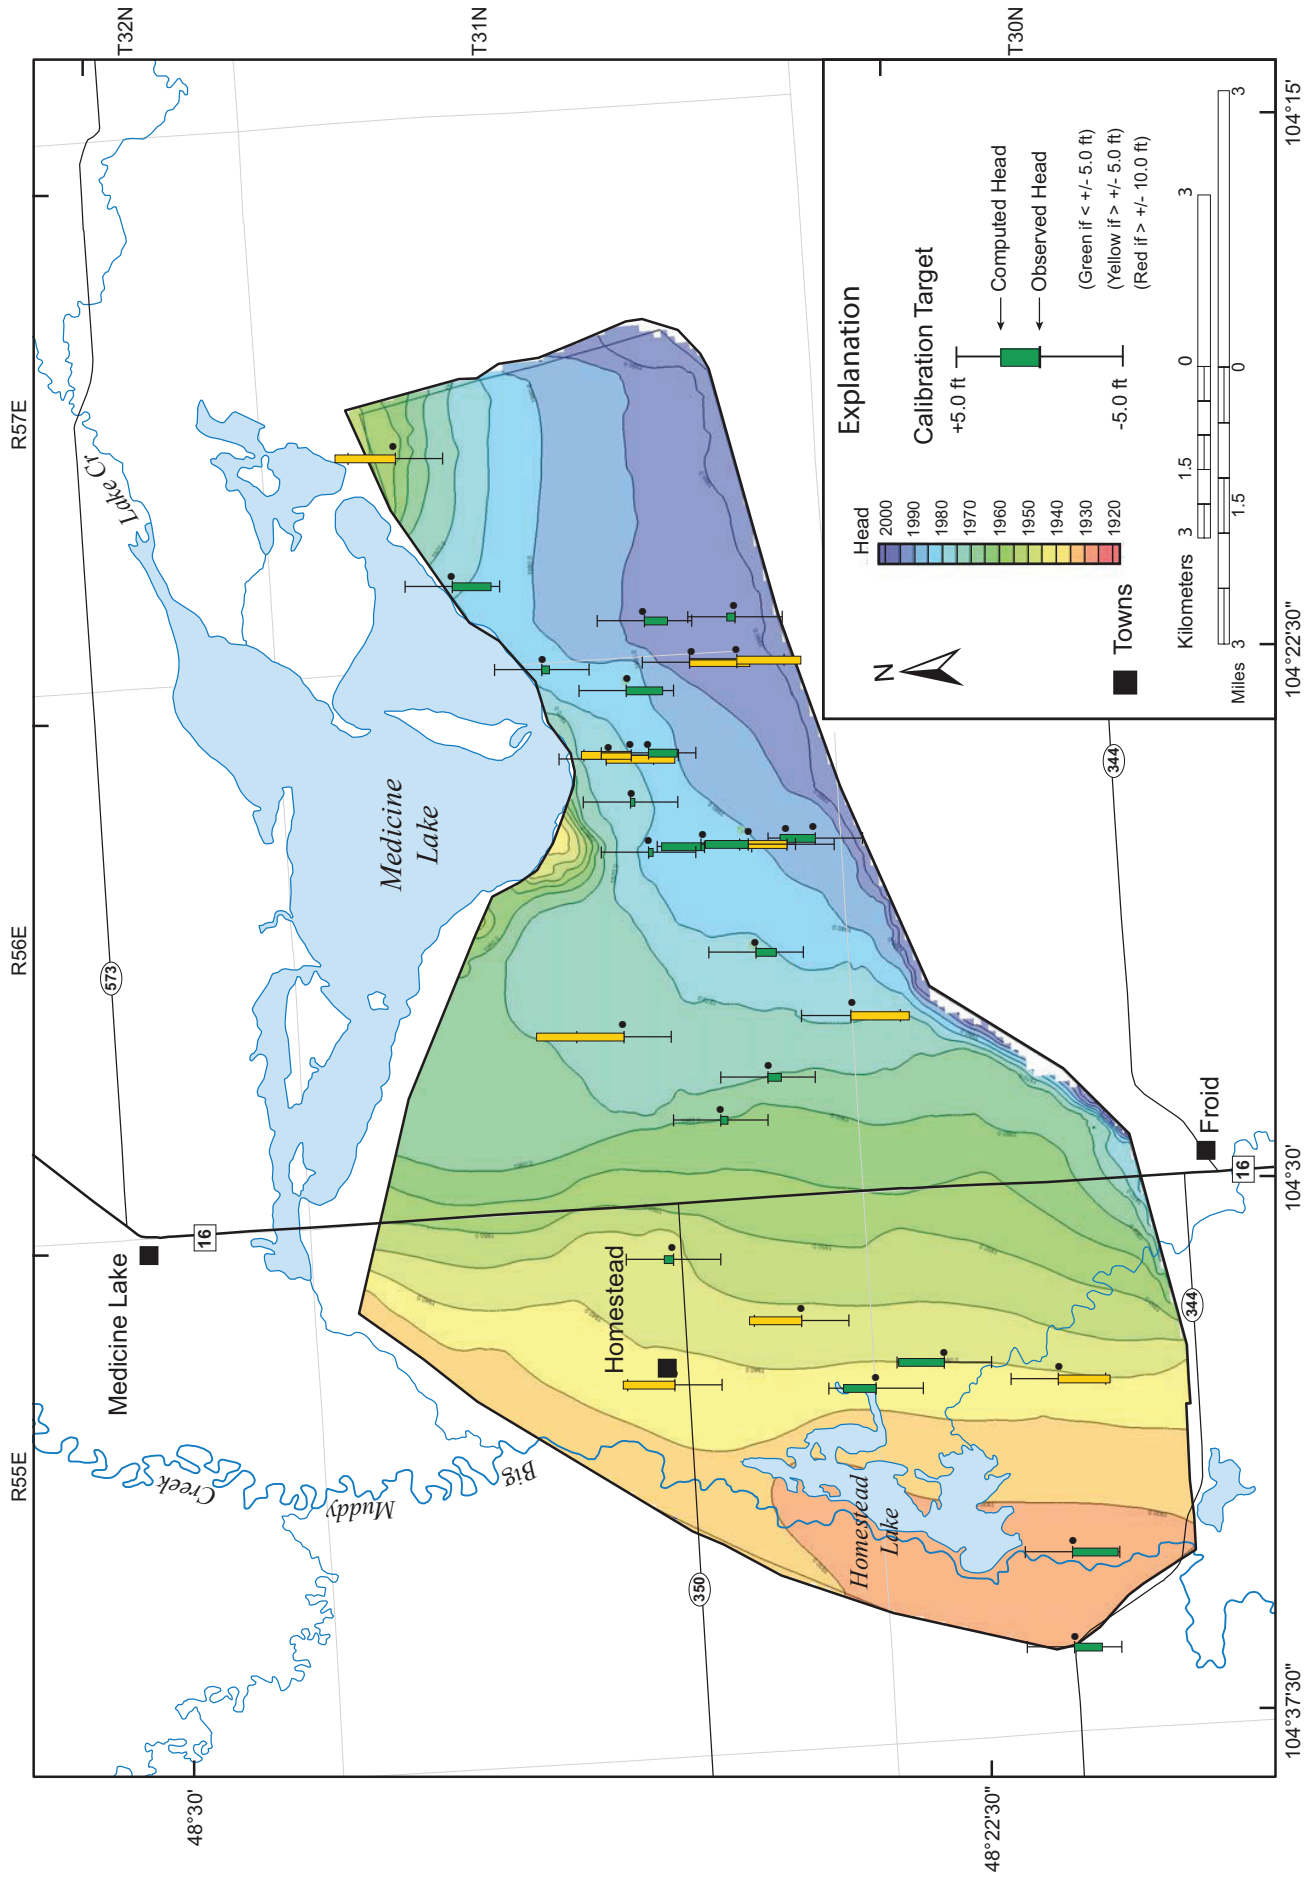 T32N
T31N
T30N
R57E
R56E
R55E
104°15'
104°22'30"
104°30'
104°37'30"
48°30'
48°22'30"
Lake Cr
Medicine
Lake
573
16
Medicine Lake
Homestead
Big
Muddy
Creek
Homestead
Lake
350
344
344
16
Froid
Explanation
Calibration Target
+5.0 ft
-5.0 ft
Computed Head
Observed Head
(Green if < +/- 5.0 ft)
(Yellow if > +/- 5.0 ft)
(Red if > +/- 10.0 ft)
Head
2000
1990
1980
1970
1960
1950
1940
1930
1920
N
Towns
Kilometers
3 1.5 0 3
Miles
3 1.5 0 3